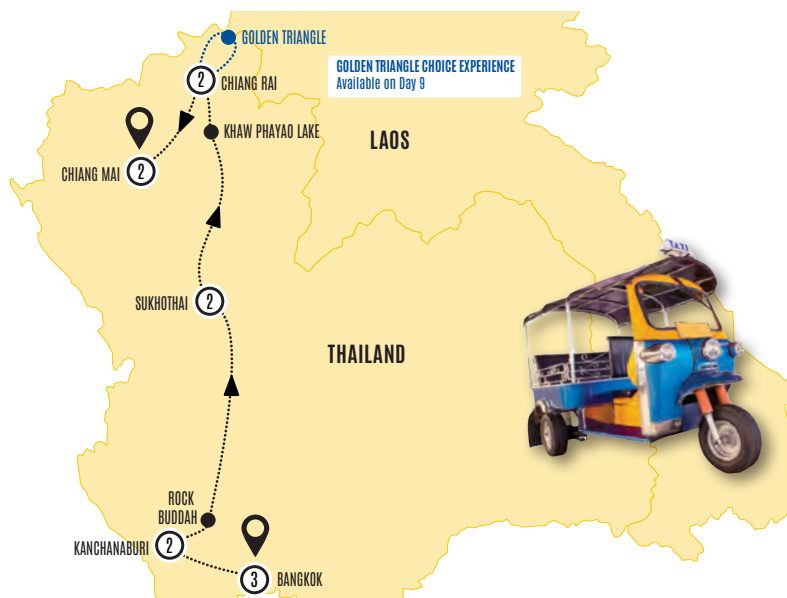 GOLDEN TRIANGLE
GOLDEN TRIANGLE CHOICE EXPERIENCE
Available on Day 9
2
CHIANG RAI
KHAW PHAYAO LAKE
LAOS
CHIANG MAI
2
TAXI
SUKHOTHAI
2
THAILAND
ROCK
BUDDAH
KANCHANABURI
2
3
BANGKOK